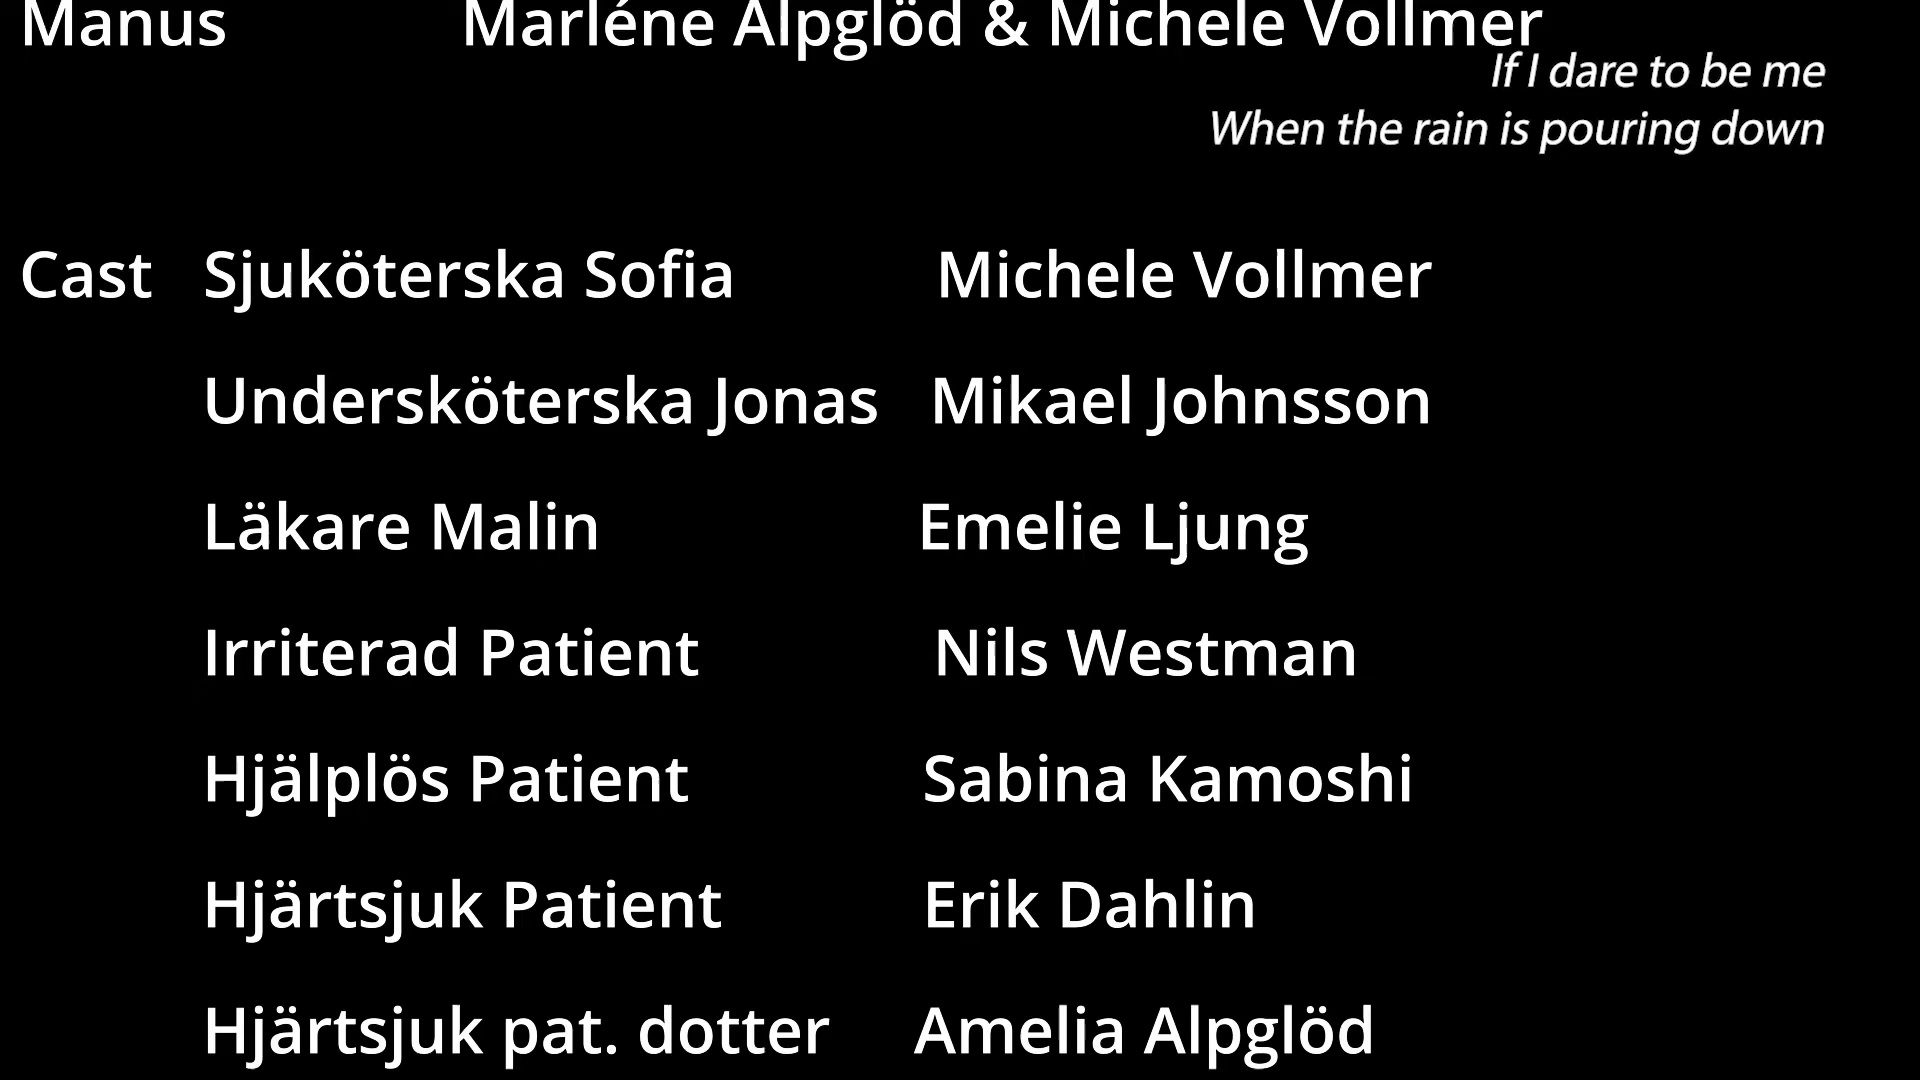 Manus Marléne Alpglöd & Michele Vollmer
If I dare to be me
When the rain is pouring down
Cast Sjuköterska Sofia Michele Vollmer
Undersköterska Jonas Mikael Johnsson
Läkare Malin Emelie Ljung
Irriterad Patient Nils Westman
Hjälplös Patient Sabina Kamoshi
Hjärtsjuk Patient Erik Dahlin
Hjärtsjuk pat. dotter Amelia Alpglöd